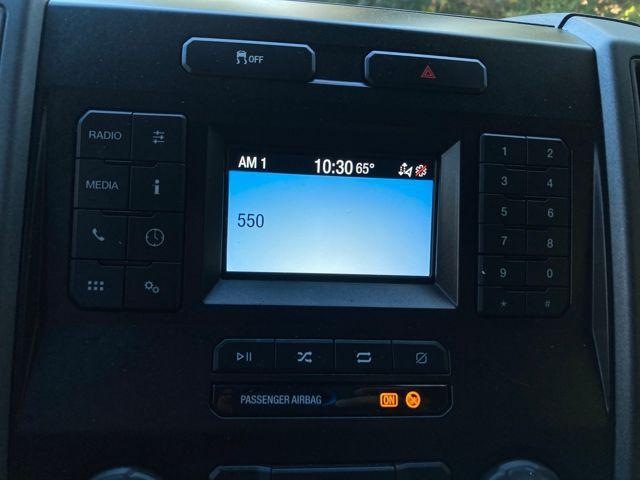 OFF
RADIO
MEDIA
i
AM 1 10:30 65°
550
1 2
3 4
5 6
7 8
9 0
* #
PASSENGER AIRBAG ON